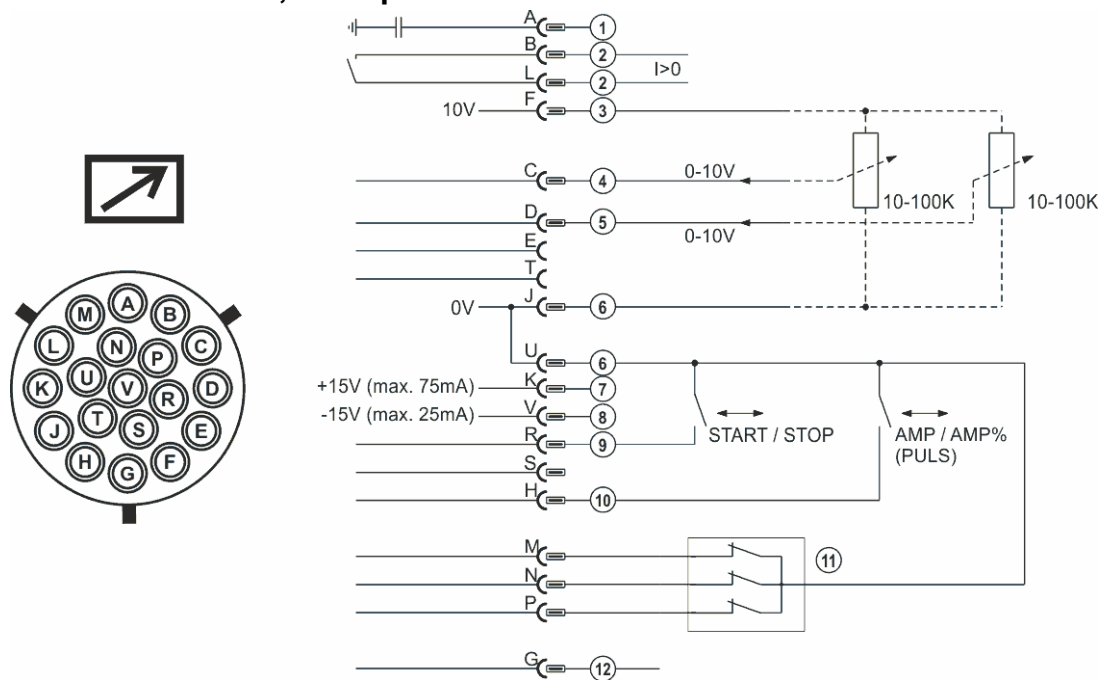 A 1
B 2
L 2 I>0
10V F 3
C 4 0-10V 10-100K 10-100K
D 5 0-10V
E
T
0V J 6
U 6
+15V (max. 75mA) K 7
-15V (max. 25mA) V 8
R 9 START / STOP AMP / AMP%
(PULS)
S
H 10
M 11
N
P
G 12
A
M B
N
L P C
U
K V R D
T
J S E
H F
G